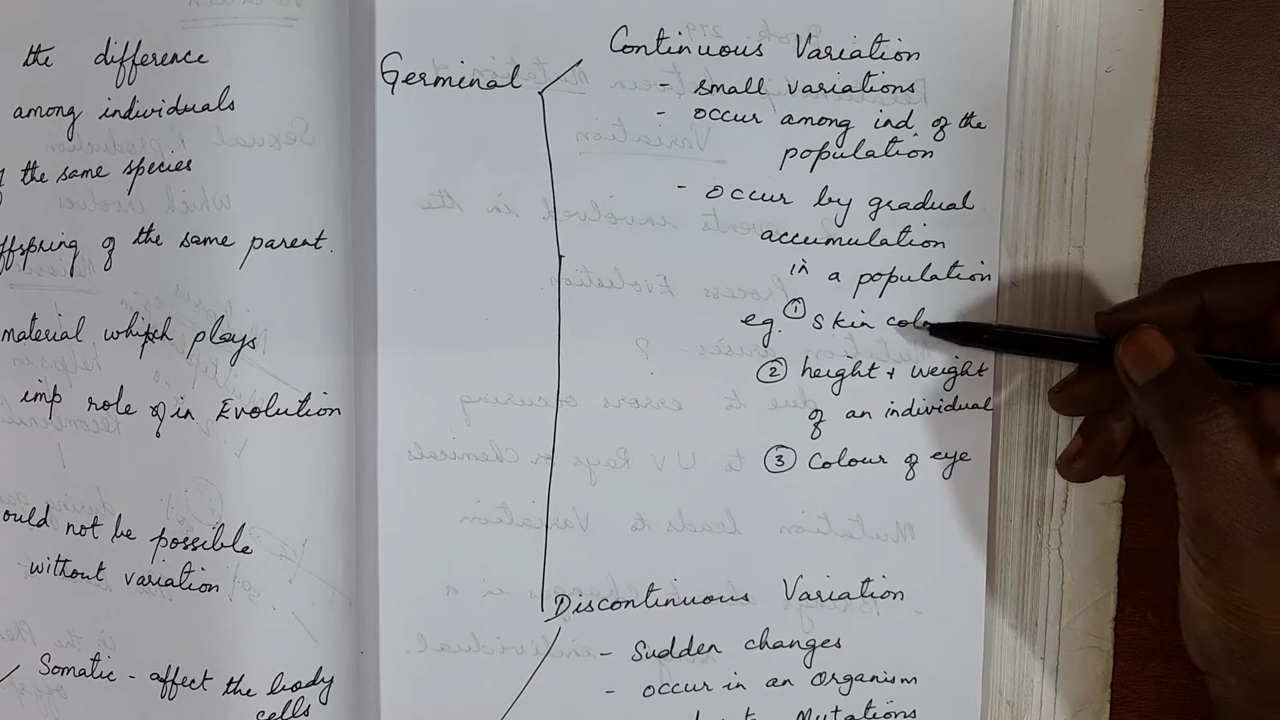 the difference
among individuals
the same species
ffspring of the same parent.
material which plays
imp role in Evolution
ould not be possible
without variation
Somatic - affect the body
cells
Germinal
Continuous Variation
- small variations
- occur among ind. of the
population
- occur by gradual
accumulation
in a population
eg. ① Skin colo
② height & weight
of an individual
③ Colour of eye
Discontinuous Variation
- Sudden changes
- occur in an Organism
Mutations